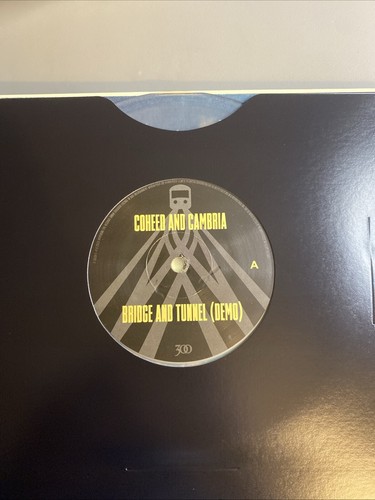 COHEED AND CAMBRIA
A
BRIDGE AND TUNNEL (DEMO)
300